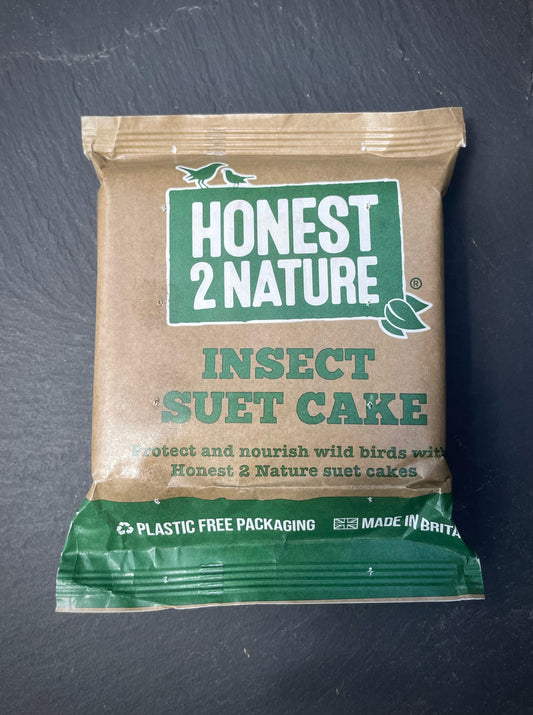 HONEST
2 NATURE
®
INSECT
SUET CAKE
Protect and nourish wild birds with
Honest 2 Nature suet cakes
PLASTIC FREE PACKAGING MADE IN BRITA